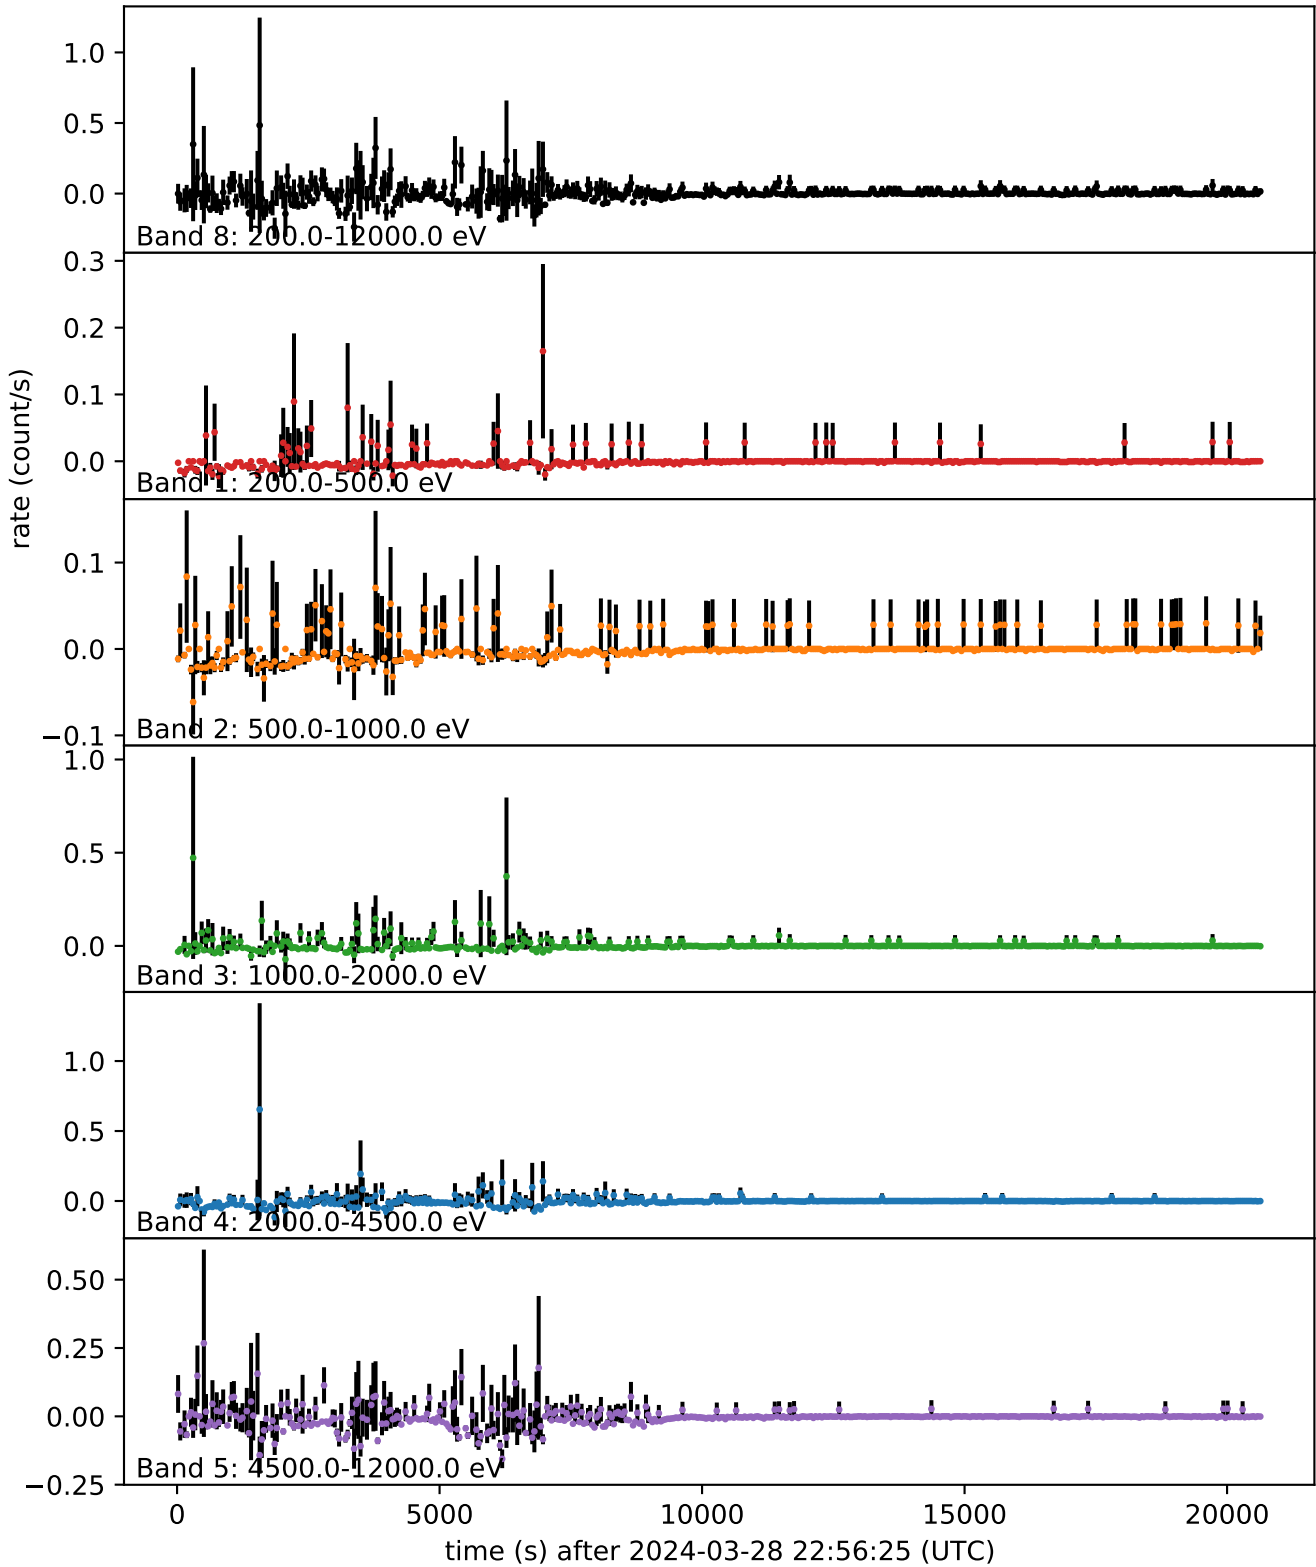 1.0
0.5
0.0
Band 8: 200.0-12000.0 eV
0.3
0.2
0.1
0.0
Band 1: 200.0-500.0 eV
rate (count/s)
0.1
0.0
−0.1
Band 2: 500.0-1000.0 eV
1.0
0.5
0.0
Band 3: 1000.0-2000.0 eV
1.0
0.5
0.0
Band 4: 2000.0-4500.0 eV
0.50
0.25
0.00
−0.25
Band 5: 4500.0-12000.0 eV
0 5000 10000 15000 20000
time (s) after 2024-03-28 22:56:25 (UTC)